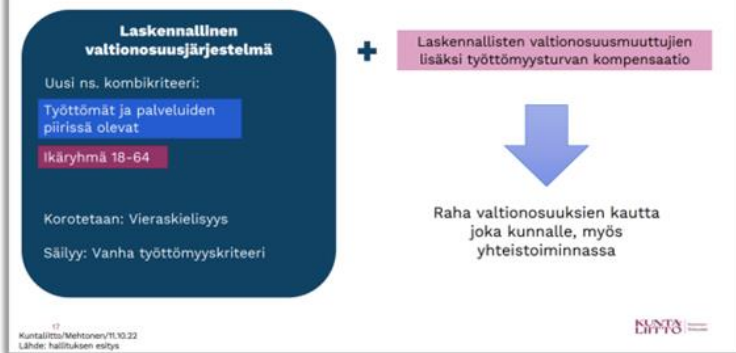 Laskennallinen
valtionosuusjärjestelmä
Uusi ns. kombikriteeri:
Työttömät ja palveluiden
piirissä olevat
Ikäryhmä 18-64
Korotetaan: Vieraskielisyys
Säilyy: Vanha työttömyyskriteeri
+
Laskennallisten valtionosuusmuuttujien
lisäksi työttömyysturvan kompensaatio
Raha valtionosuuksien kautta
joka kunnalle, myös
yhteistoiminnassa
17
Kuntaliitto/Mehtonen/11.10.22
Lähde: hallituksen esitys
KUNTA
LIITTO